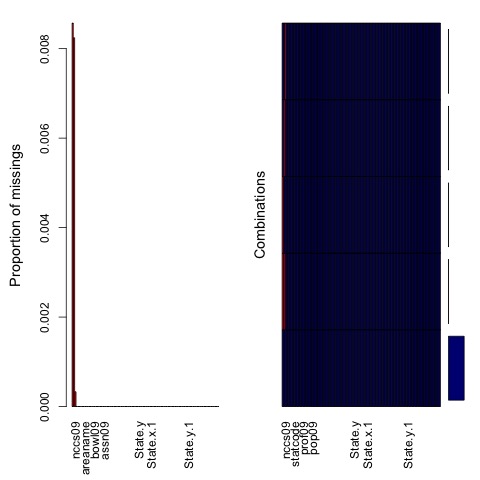 Proportion of missings
0.000
0.002
0.004
0.006
0.008
nccs09
areaname
bowl09
assn09
State.y
State.x.1
State.y.1
Combinations
nccs09
statcode
prof09
pop09
State.y
State.x.1
State.y.1